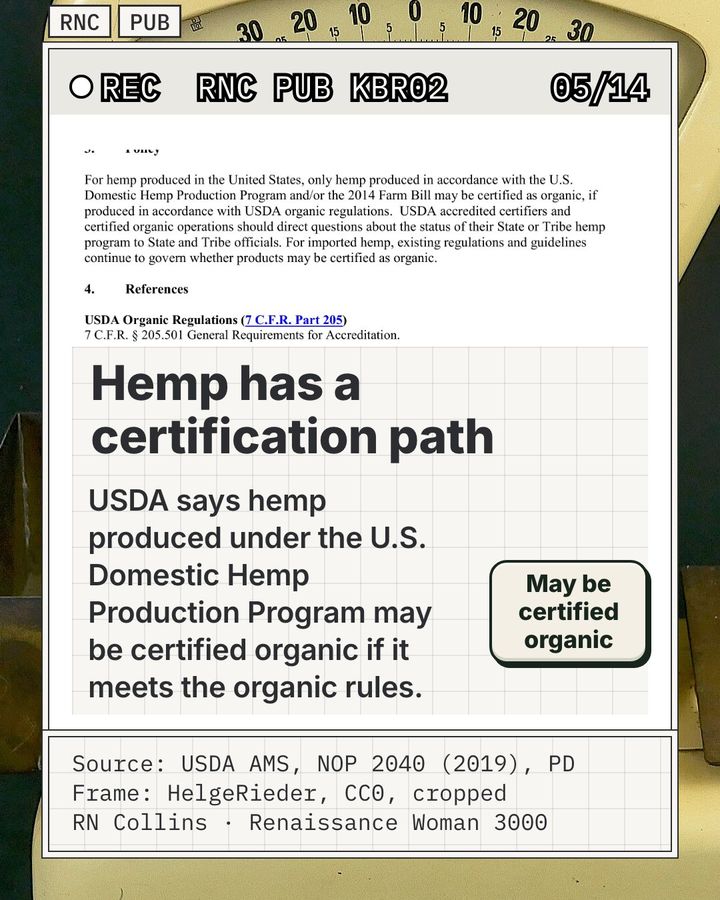 RNC PUB
30 20 10 0 10 20 30
25 15 5 5 15 25
REC RNC PUB KBR02 05/14
3. Policy
For hemp produced in the United States, only hemp produced in accordance with the U.S.
Domestic Hemp Production Program and/or the 2014 Farm Bill may be certified as organic, if
produced in accordance with USDA organic regulations.  USDA accredited certifiers and
certified organic operations should direct questions about the status of their State or Tribe hemp
program to State and Tribe officials. For imported hemp, existing regulations and guidelines
continue to govern whether products may be certified as organic.
4. References
USDA Organic Regulations (7 C.F.R. Part 205)
7 C.F.R. § 205.501 General Requirements for Accreditation.
Hemp has a
certification path
USDA says hemp
produced under the U.S.
Domestic Hemp
Production Program may
be certified organic if it
meets the organic rules.
May be
certified
organic
Source: USDA AMS, NOP 2040 (2019), PD
Frame: HelgeRieder, CC0, cropped
RN Collins · Renaissance Woman 3000